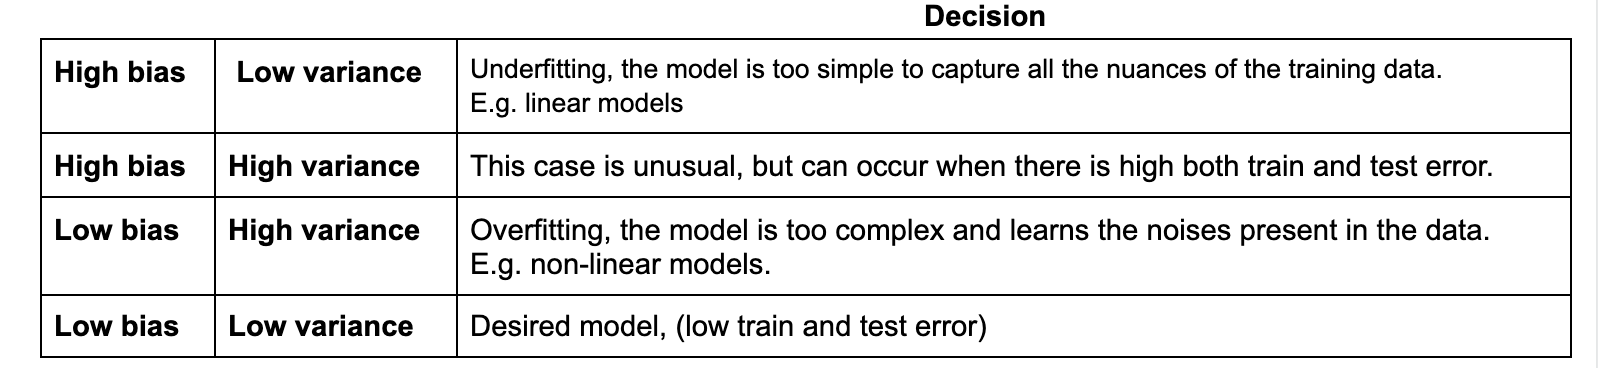 Decision
High bias Low variance Underfitting, the model is too simple to capture all the nuances of the training data.
E.g. linear models
High bias High variance This case is unusual, but can occur when there is high both train and test error.
Low bias High variance Overfitting, the model is too complex and learns the noises present in the data.
E.g. non-linear models.
Low bias Low variance Desired model, (low train and test error)